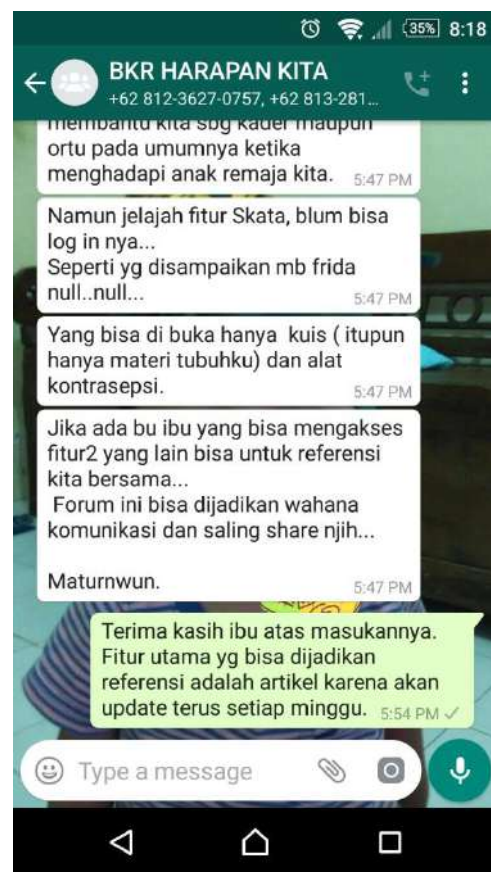 35% 8:18
BKR HARAPAN KITA
+62 812-3627-0757, +62 813-281...
membantu kita sbg kader maupun
ortu pada umumnya ketika
menghadapi anak remaja kita. 5:47 PM
Namun jelajah fitur Skata, blum bisa
log in nya...
Seperti yg disampaikan mb frida
null..null... 5:47 PM
Yang bisa di buka hanya kuis ( itupun
hanya materi tubuhku) dan alat
kontrasepsi. 5:47 PM
Jika ada bu ibu yang bisa mengakses
fitur2 yang lain bisa untuk referensi
kita bersama...
Forum ini bisa dijadikan wahana
komunikasi dan saling share njih...
Maturnwun. 5:47 PM
Terima kasih ibu atas masukannya.
Fitur utama yg bisa dijadikan
referensi adalah artikel karena akan
update terus setiap minggu. 5:54 PM
Type a message